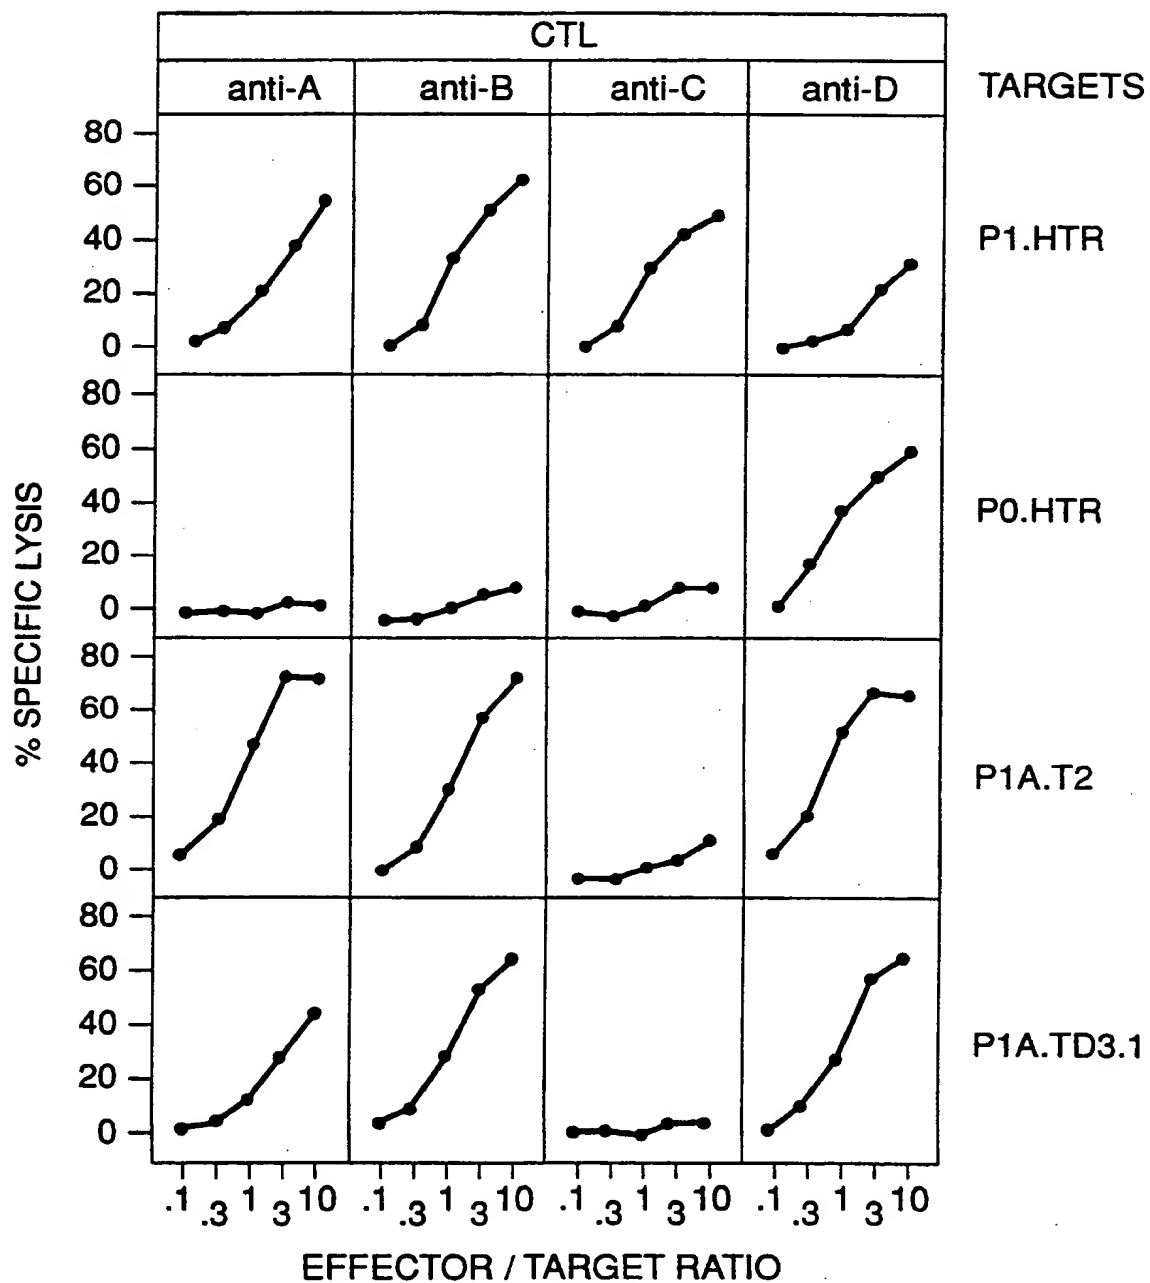 CTL
anti-A anti-B anti-C anti-D TARGETS
80
60
40
20
0
P1.HTR
80
60
40
20
0
P0.HTR
% SPECIFIC LYSIS
80
60
40
20
0
P1A.T2
80
60
40
20
0
P1A.TD3.1
.1 .3 1 3 10 .1 .3 1 3 10 .1 .3 1 3 10 .1 .3 1 3 10
EFFECTOR / TARGET RATIO